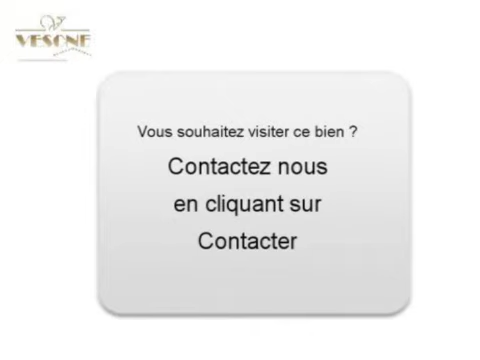 VESONE
Vous souhaitez visiter ce bien ?
Contactez nous
en cliquant sur
Contacter